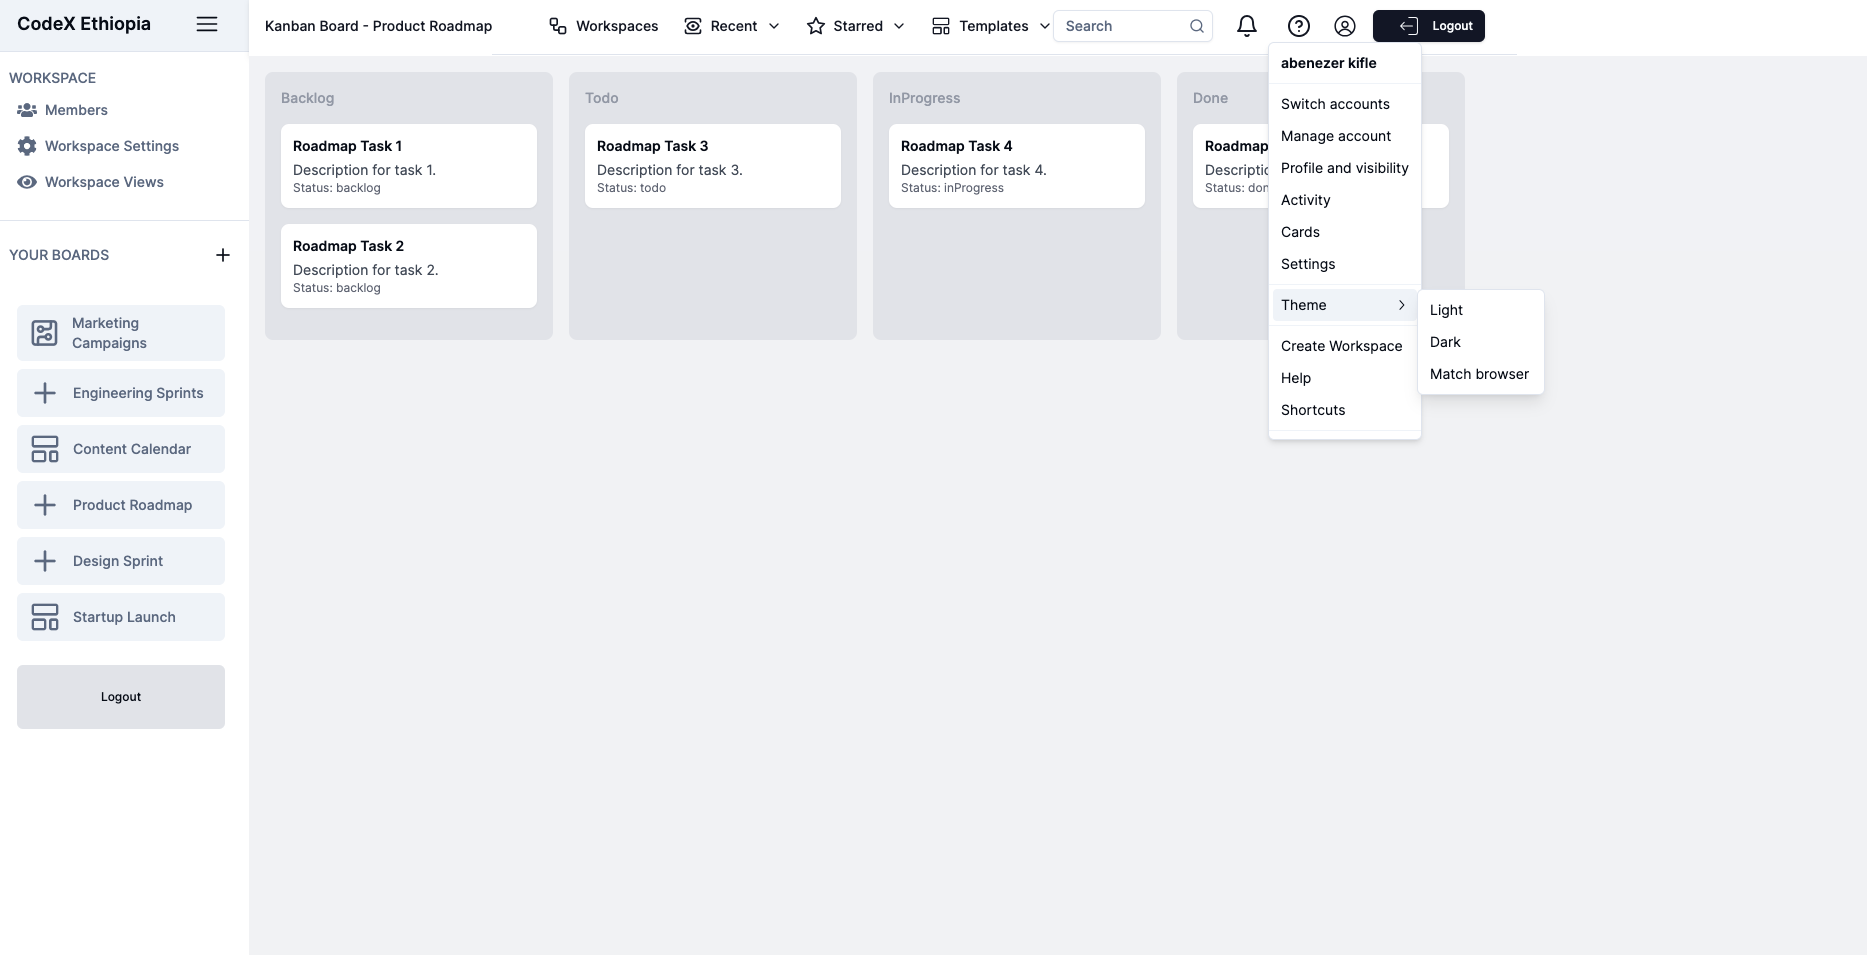 CodeX Ethiopia
WORKSPACE
Members
Workspace Settings
Workspace Views
YOUR BOARDS
Marketing
Campaigns
Engineering Sprints
Content Calendar
Product Roadmap
Design Sprint
Startup Launch
Logout
Kanban Board - Product Roadmap
Workspaces
Recent
Starred
Templates
Search
Logout
Backlog
Roadmap Task 1
Description for task 1.
Status: backlog
Roadmap Task 2
Description for task 2.
Status: backlog
Todo
Roadmap Task 3
Description for task 3.
Status: todo
InProgress
Roadmap Task 4
Description for task 4.
Status: inProgress
Done
Roadmap
Descriptio
Status: don
abenezer kifle
Switch accounts
Manage account
Profile and visibility
Activity
Cards
Settings
Theme
Create Workspace
Help
Shortcuts
Light
Dark
Match browser